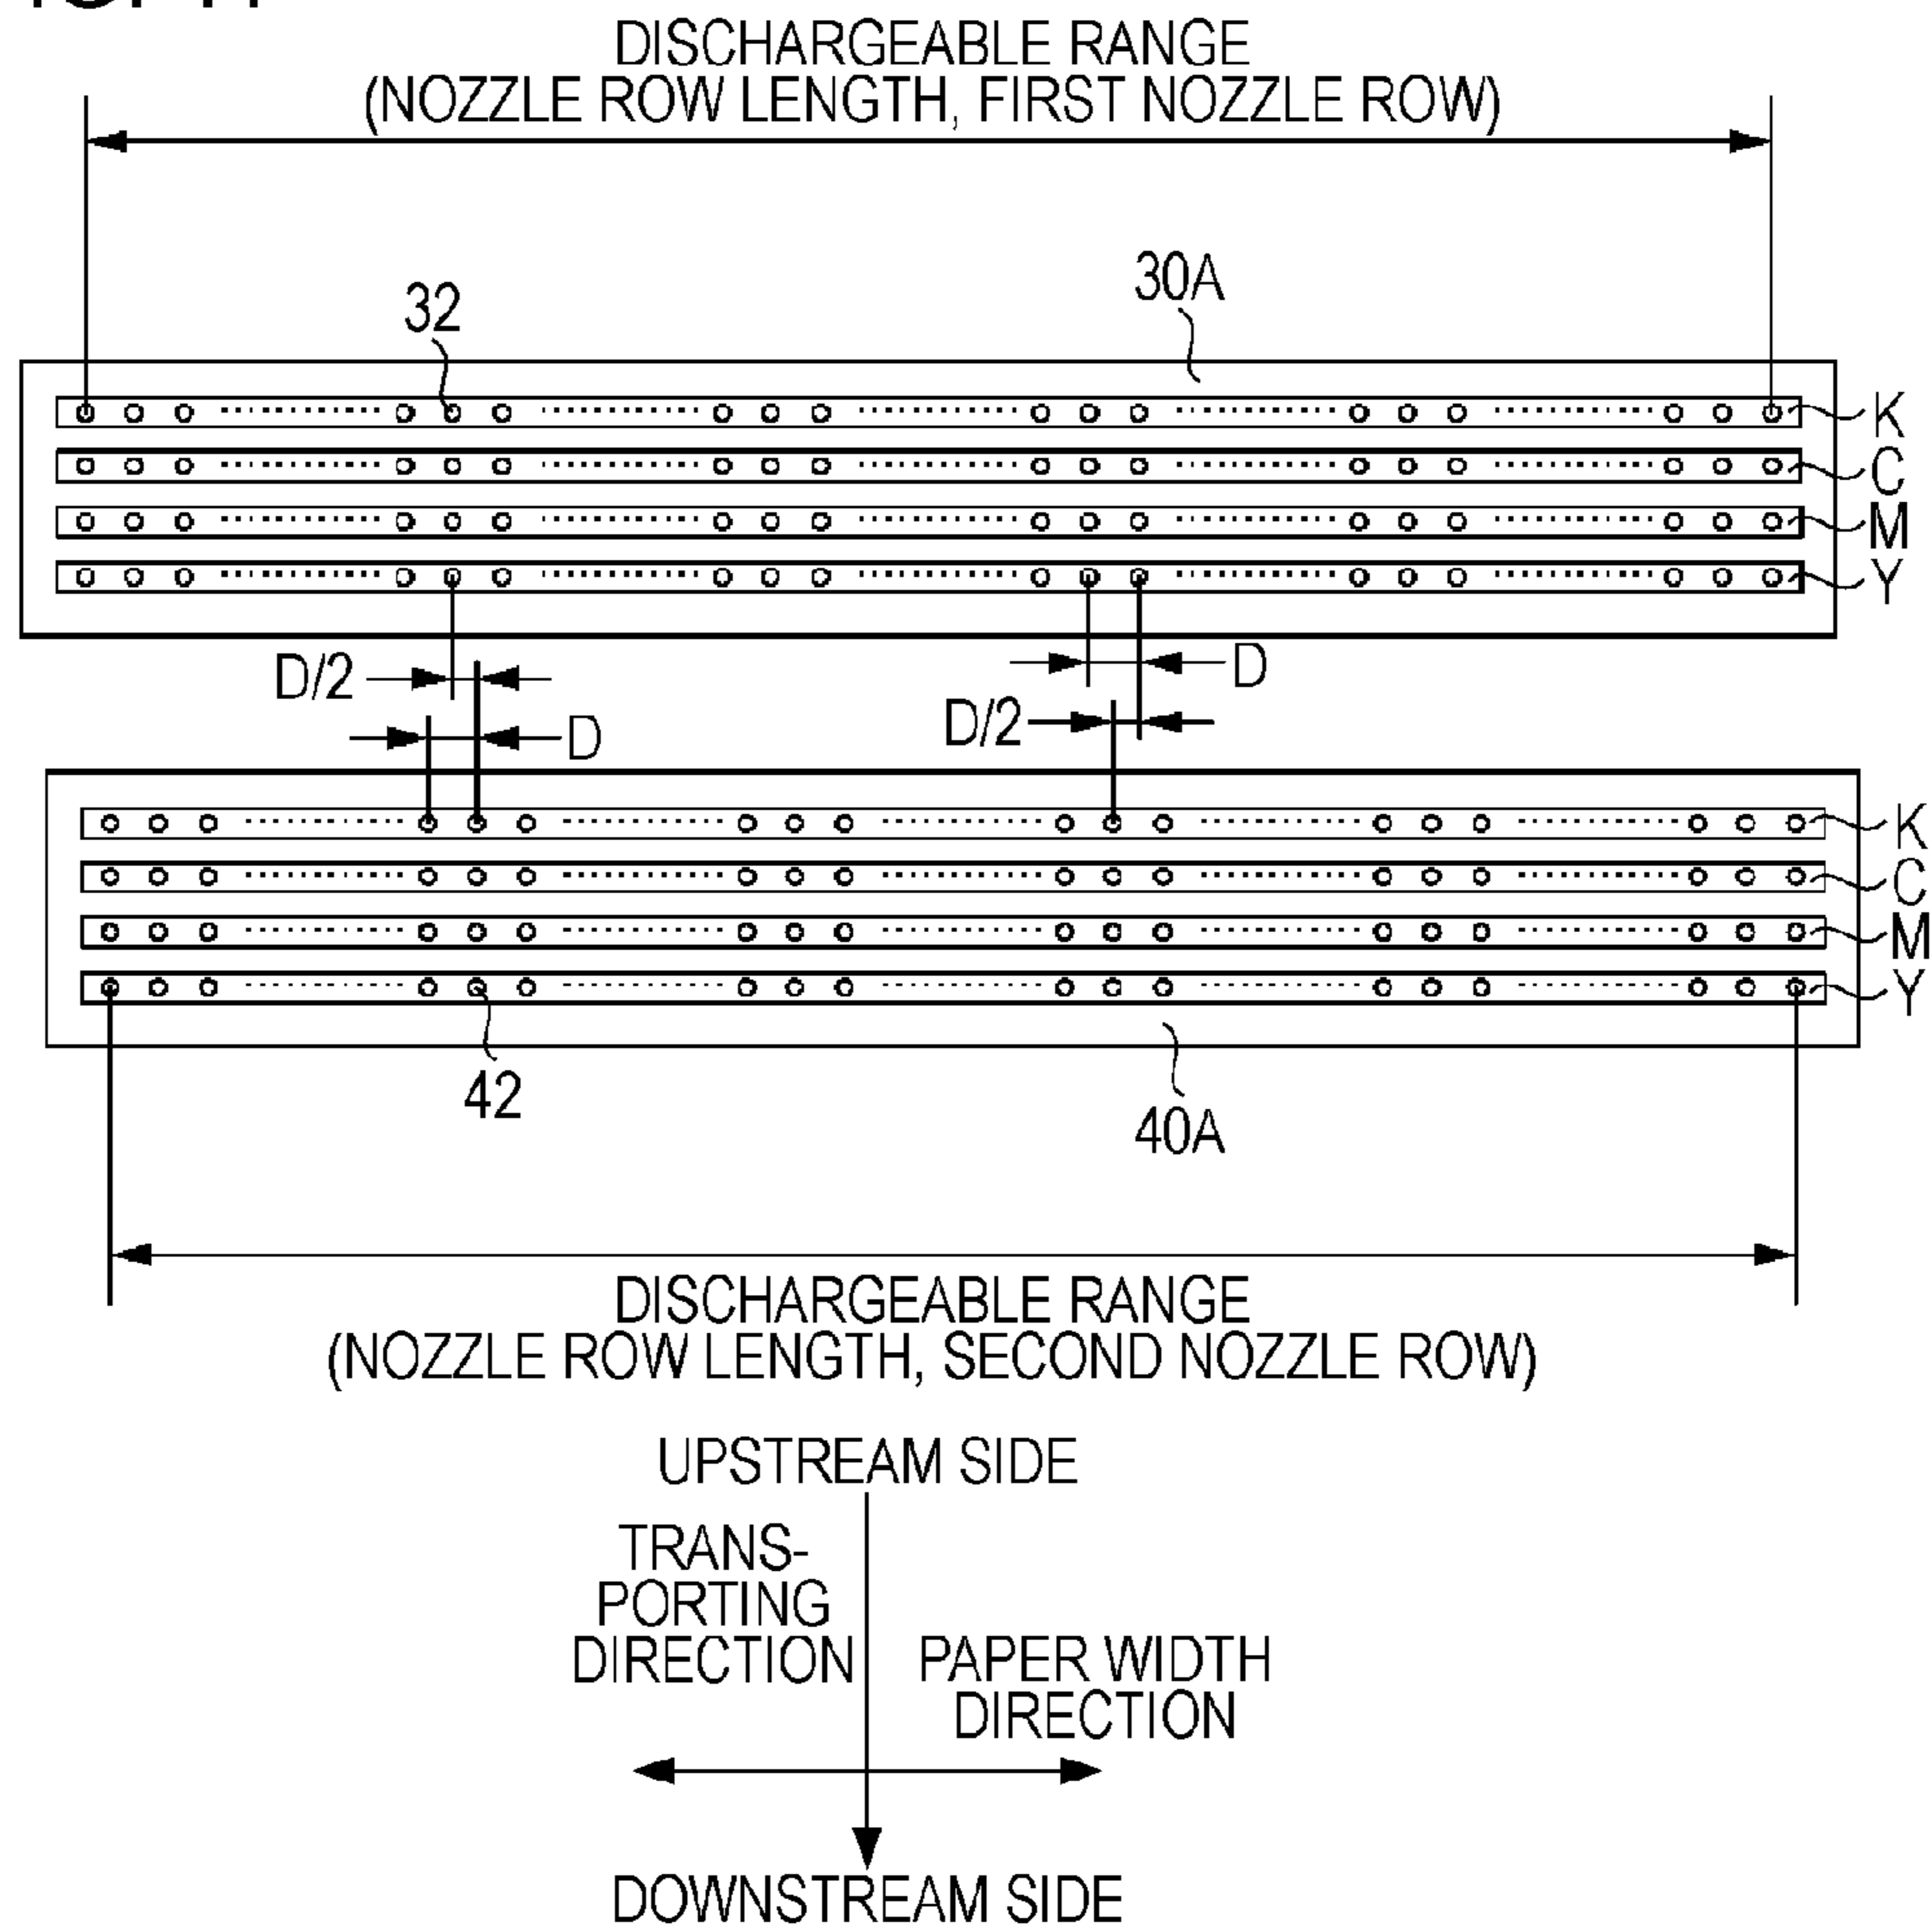 DISCHARGEABLE RANGE
(NOZZLE ROW LENGTH, FIRST NOZZLE ROW)
32
30A
K
C
M
Y
D/2
D
D/2
D
K
C
M
Y
42
40A
DISCHARGEABLE RANGE
(NOZZLE ROW LENGTH, SECOND NOZZLE ROW)
UPSTREAM SIDE
TRANS-
PORTING
DIRECTION
PAPER WIDTH
DIRECTION
DOWNSTREAM SIDE